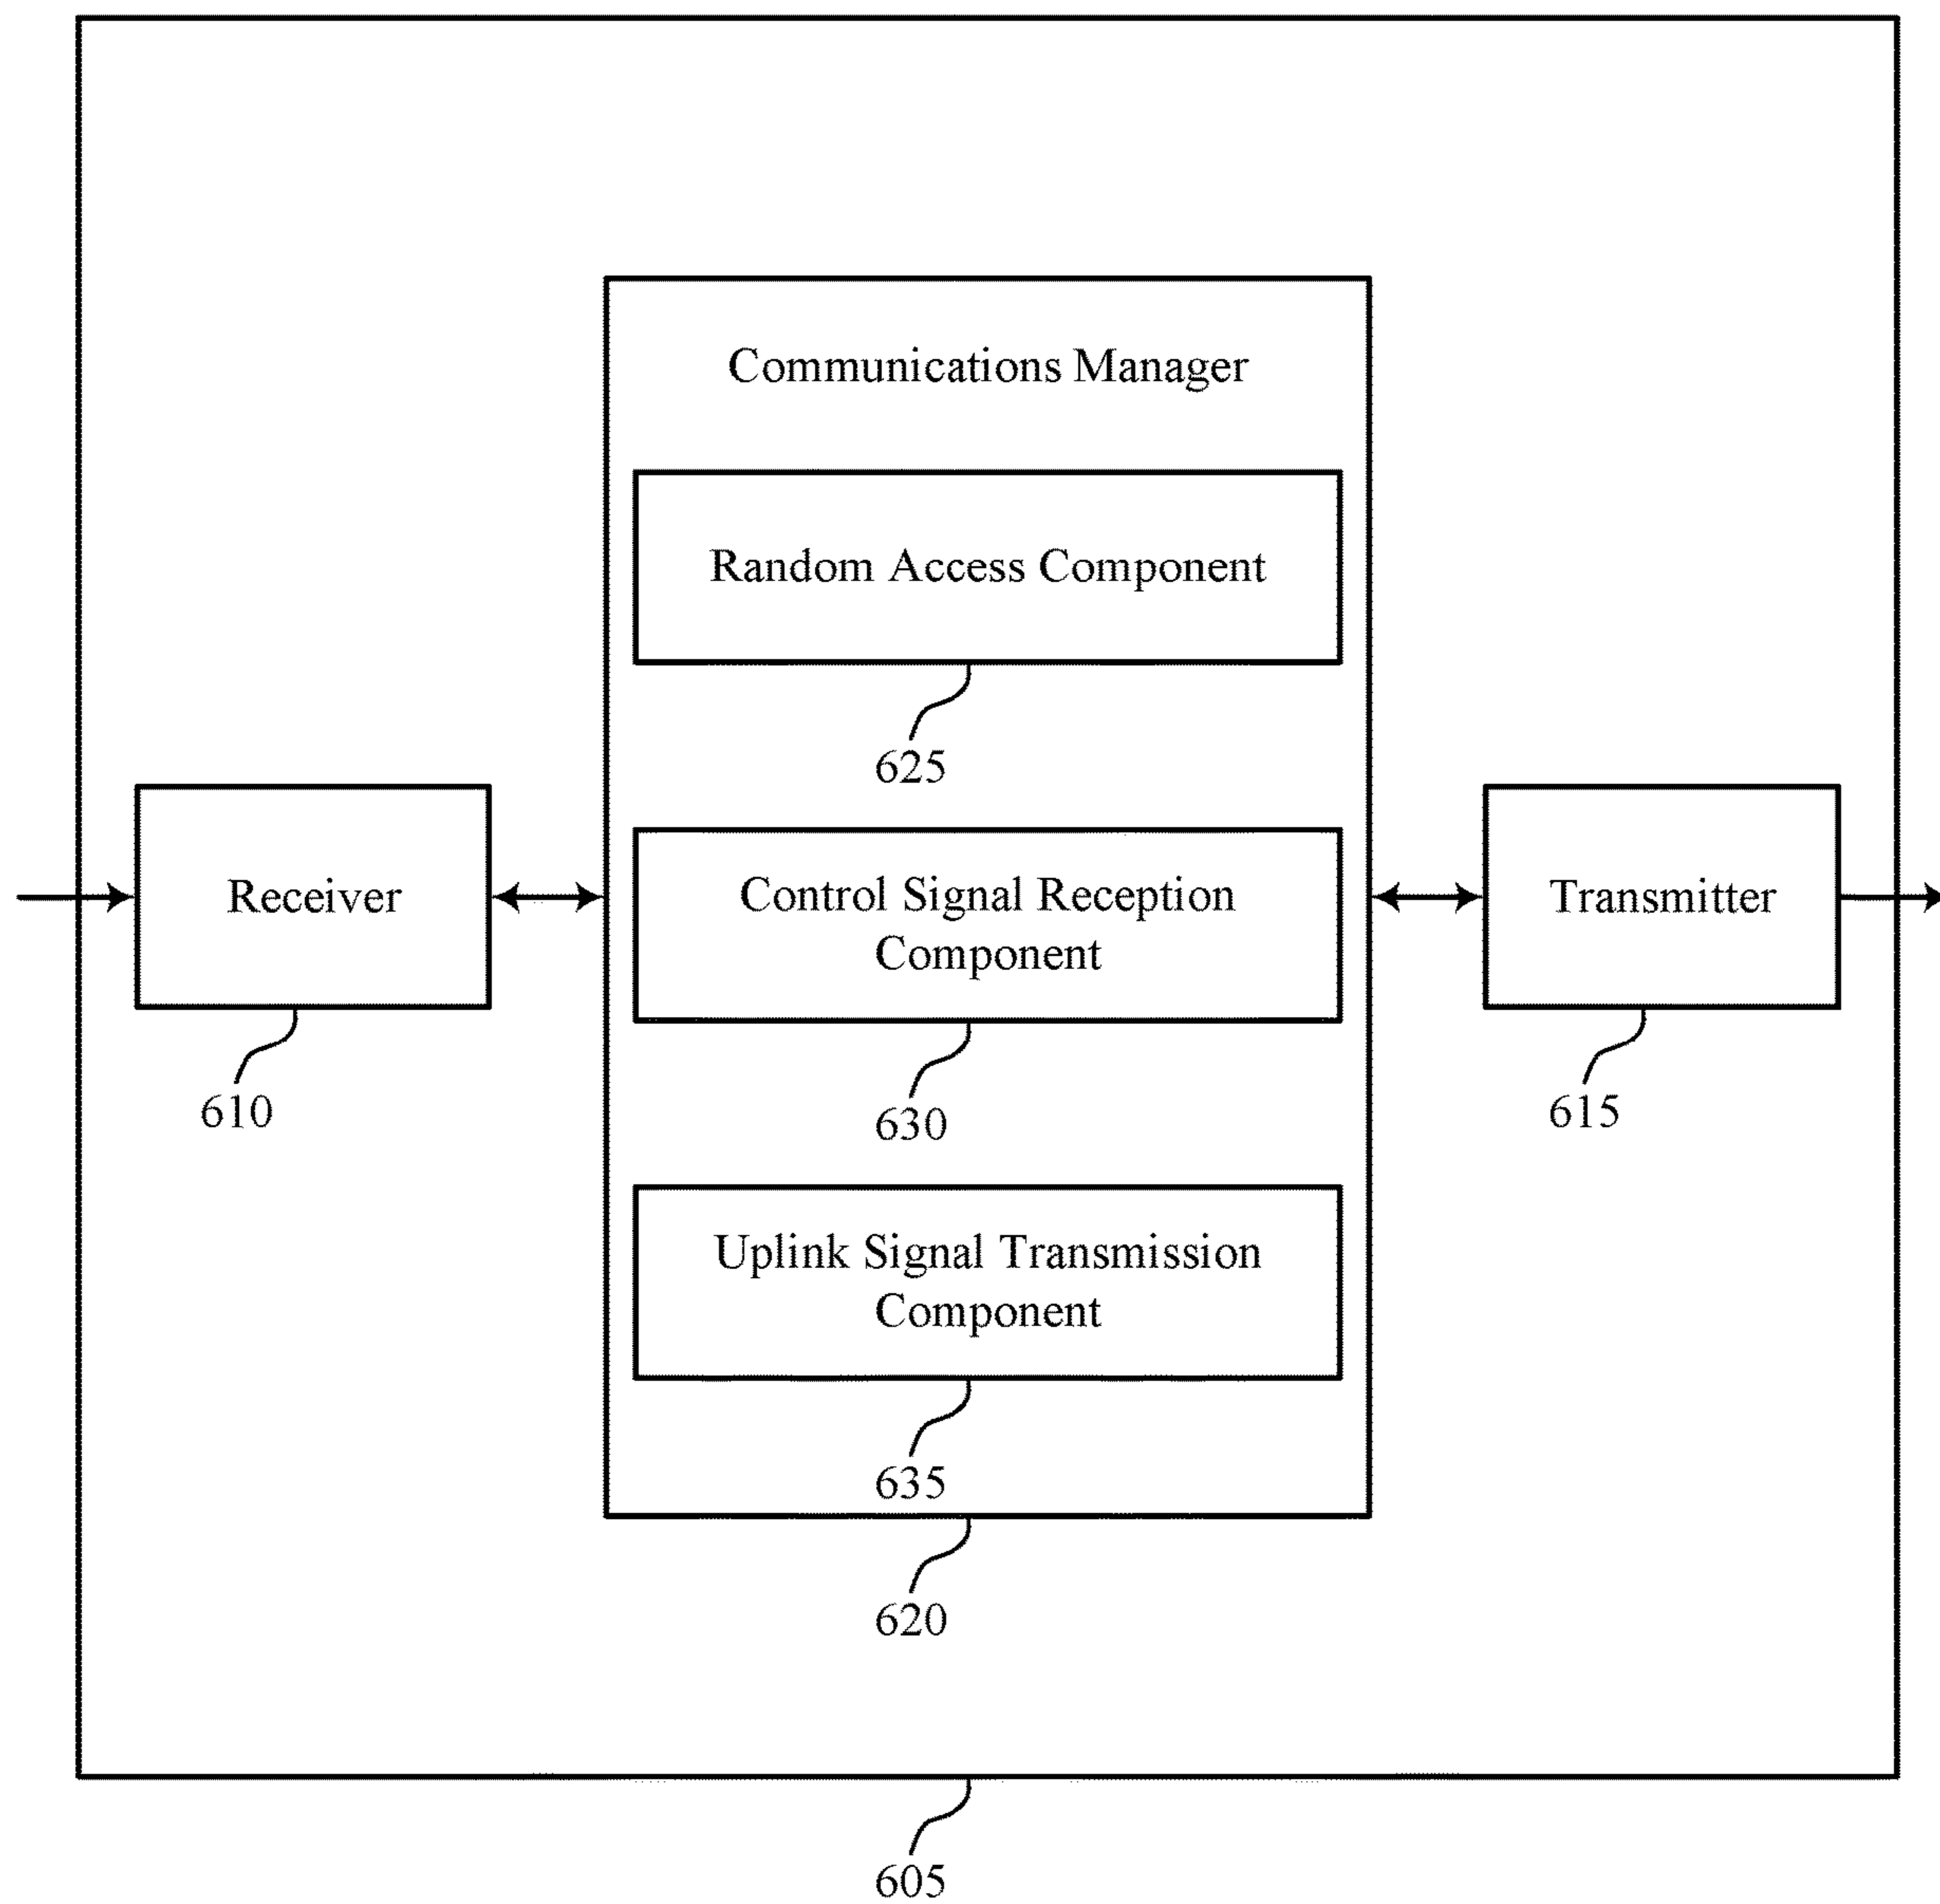 Communications Manager
Random Access Component
625
Receiver
610
Control Signal Reception
Component
630
Transmitter
615
Uplink Signal Transmission
Component
635
620
605